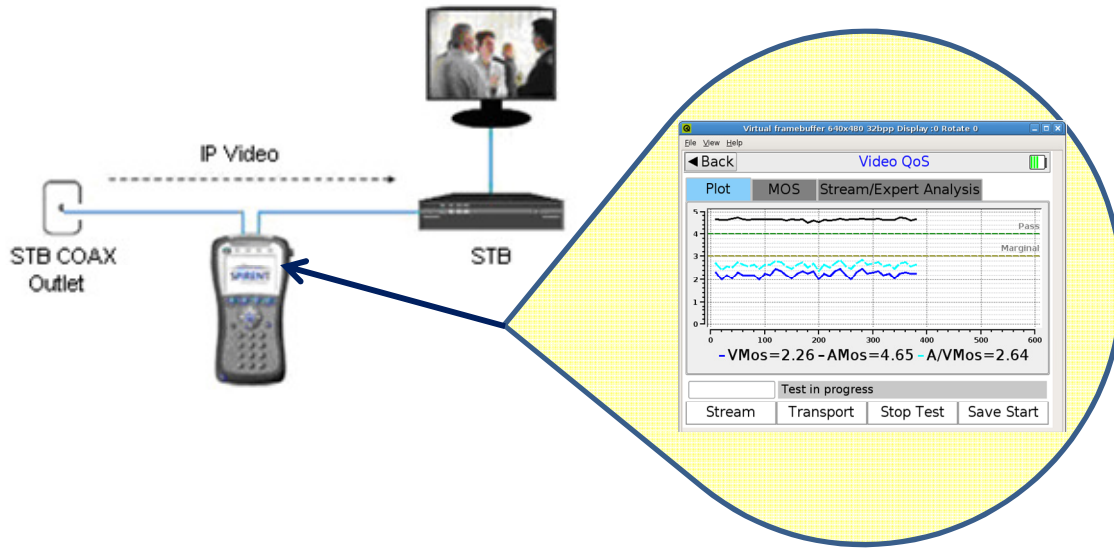 IP Video
STB COAX
Outlet
STB
SPIRENT
Virtual framebuffer 640x480 32bpp Display :0 Rotate 0
File View Help
◀ Back
Video QoS
Plot
MOS
Stream/Expert Analysis
5
4
3
2
1
0
Pass
Marginal
0 100 200 300 400 500 600
–VMos=2.26 –AMos=4.65 –A/VMos=2.64
Test in progress
Stream
Transport
Stop Test
Save Start